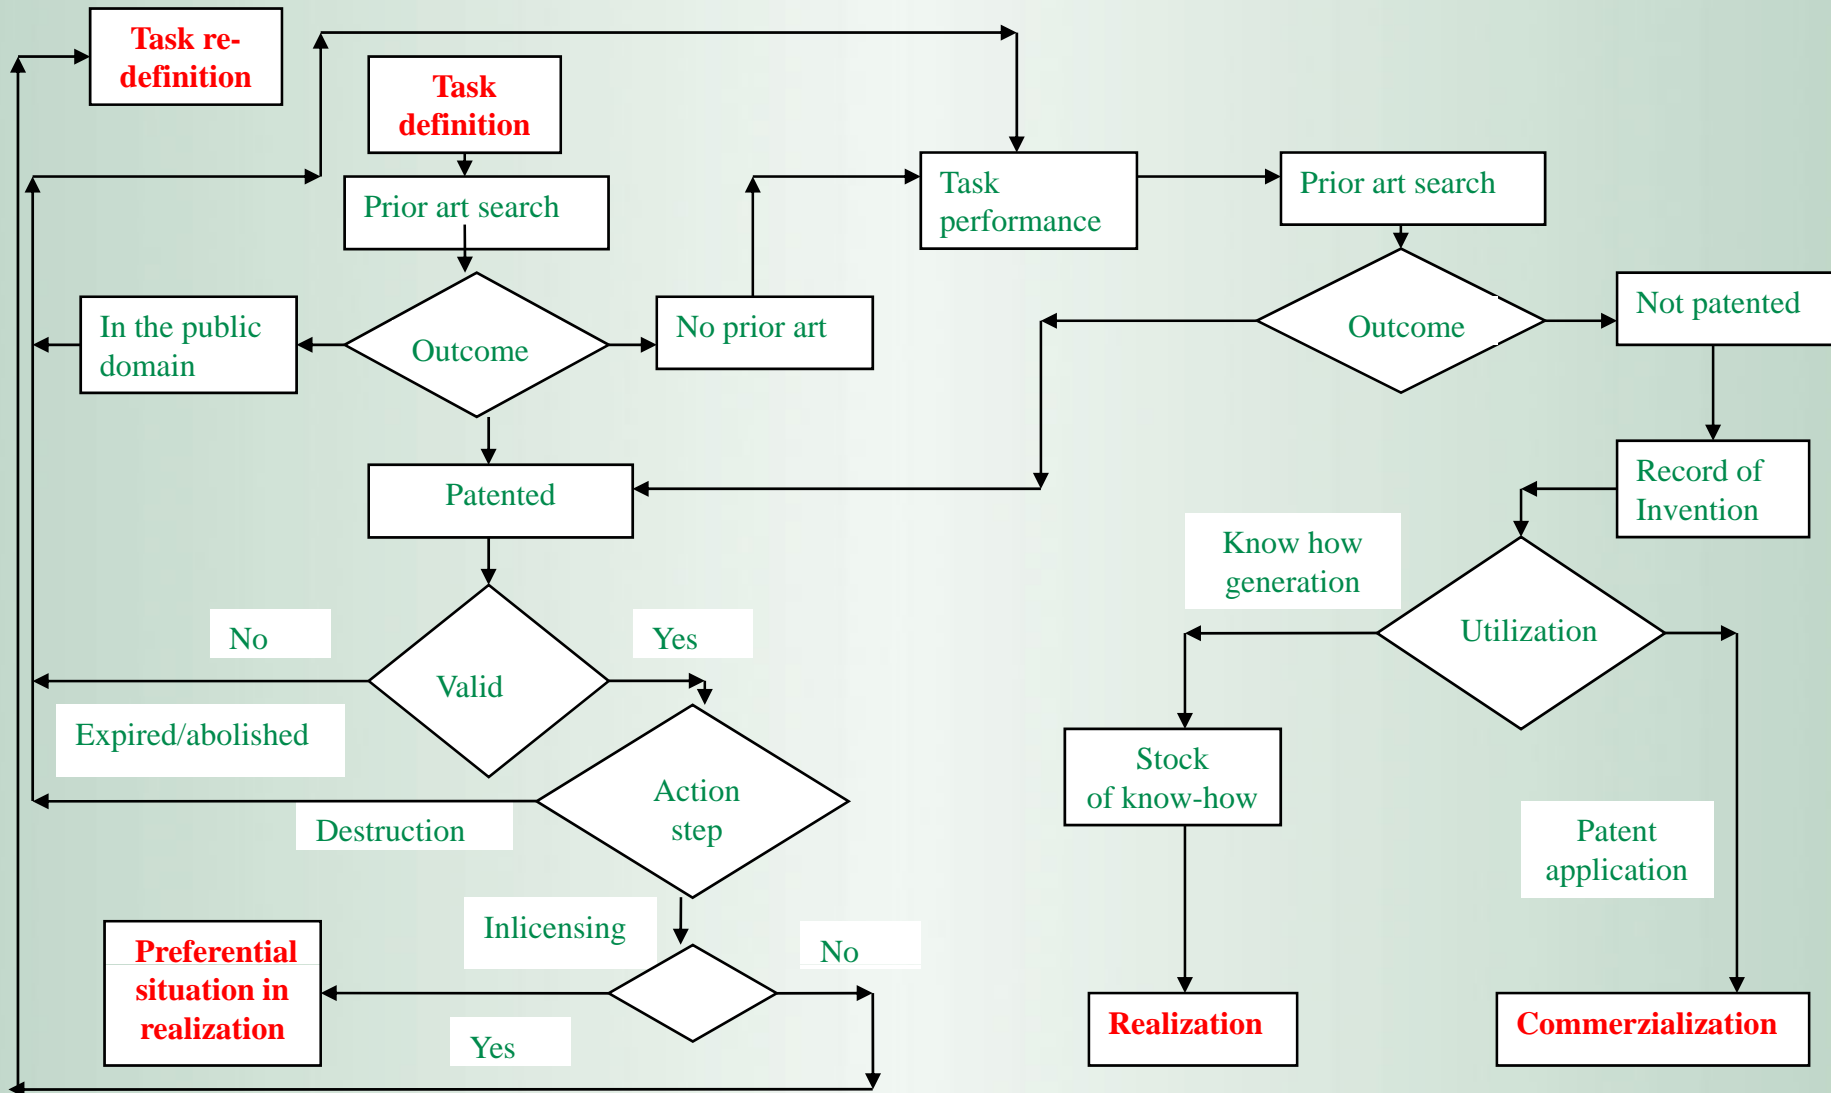 Task re-
definition
Task
definition
Prior art search
Task
performance
Prior art search
In the public
domain
Outcome
No prior art
Outcome
Not patented
Patented
Record of
Invention
Know how
generation
Utilization
No
Yes
Valid
Expired/abolished
Action
step
Stock
of know-how
Destruction
Patent
application
Inlicensing
No
Preferential
situation in
realization
Yes
Realization
Commerzialization